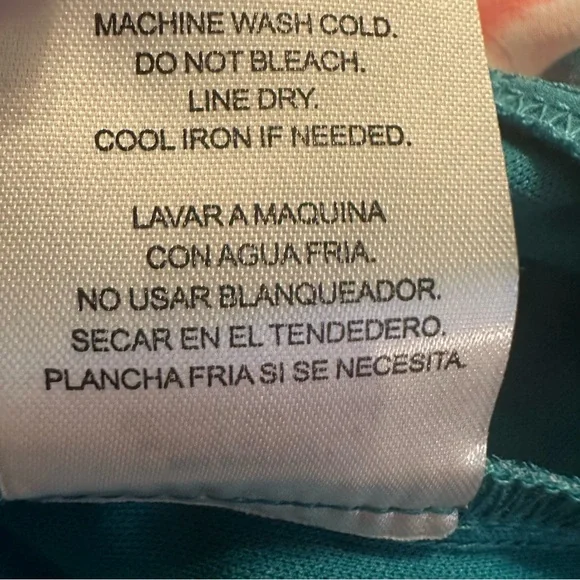 MACHINE WASH COLD.
DO NOT BLEACH.
LINE DRY.
COOL IRON IF NEEDED.
LAVAR A MAQUINA
CON AGUA FRIA.
NO USAR BLANQUEADOR.
SECAR EN EL TENDEDERO.
PLANCHA FRIA SI SE NECESITA.